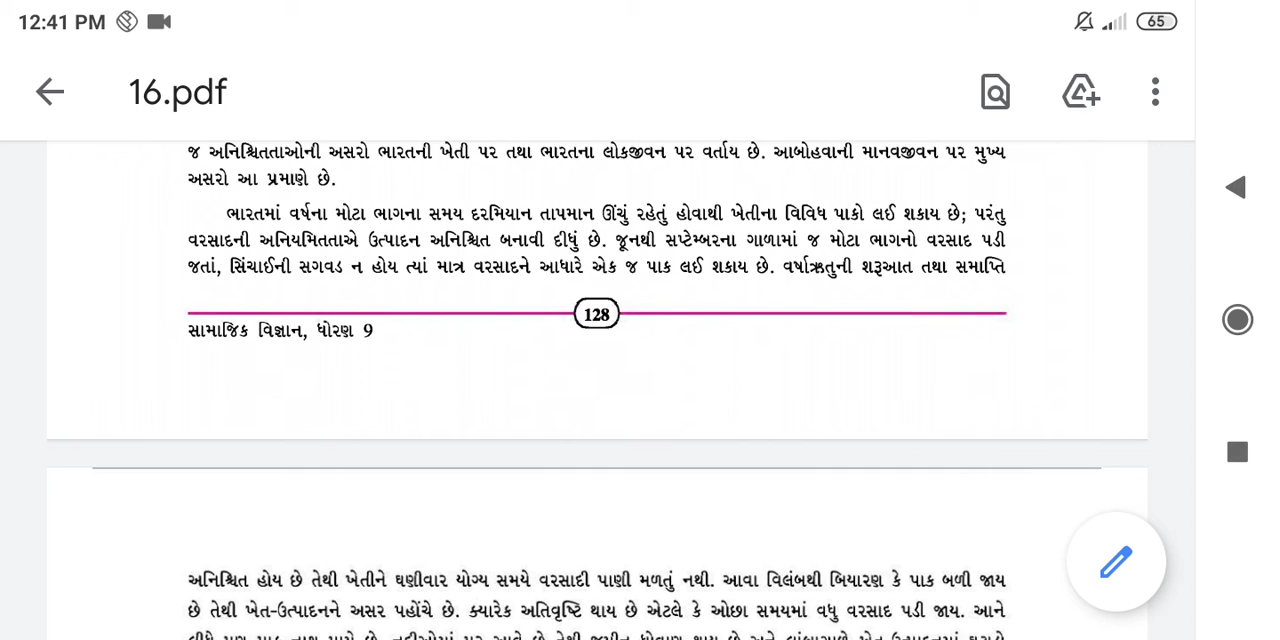 12:41 PM
65
16.pdf
જ અનિશ્ચિતતાઓની અસરો ભારતની ખેતી પર તથા ભારતના લોકજીવન પર વર્તાય છે. આબોહવાની માનવજીવન પર મુખ્ય
અસરો આ પ્રમાણે છે.
ભારતમાં વર્ષના મોટા ભાગના સમય દરમિયાન તાપમાન ઊંચું રહેતું હોવાથી ખેતીના વિવિધ પાકો લઈ શકાય છે; પરંતુ
વરસાદની અનિયમિતતાએ ઉત્પાદન અનિશ્ચિત બનાવી દીધું છે. જૂનથી સપ્ટેમ્બરના ગાળામાં જ મોટા ભાગનો વરસાદ પડી
જતાં, સિંચાઈની સગવડ ન હોય ત્યાં માત્ર વરસાદને આધારે એક જ પાક લઈ શકાય છે. વર્ષાઋતુની શરૂઆત તથા સમાપ્તિ
128
સામાજિક વિજ્ઞાન, ધોરણ 9
અનિશ્ચિત હોય છે તેથી ખેતીને ઘણીવાર યોગ્ય સમયે વરસાદી પાણી મળતું નથી. આવા વિલંબથી બિયારણ કે પાક બળી જાય
છે તેથી ખેત-ઉત્પાદનને અસર પહોંચે છે. ક્યારેક અતિવૃષ્ટિ થાય છે એટલે કે ઓછા સમયમાં વધુ વરસાદ પડી જાય. આને